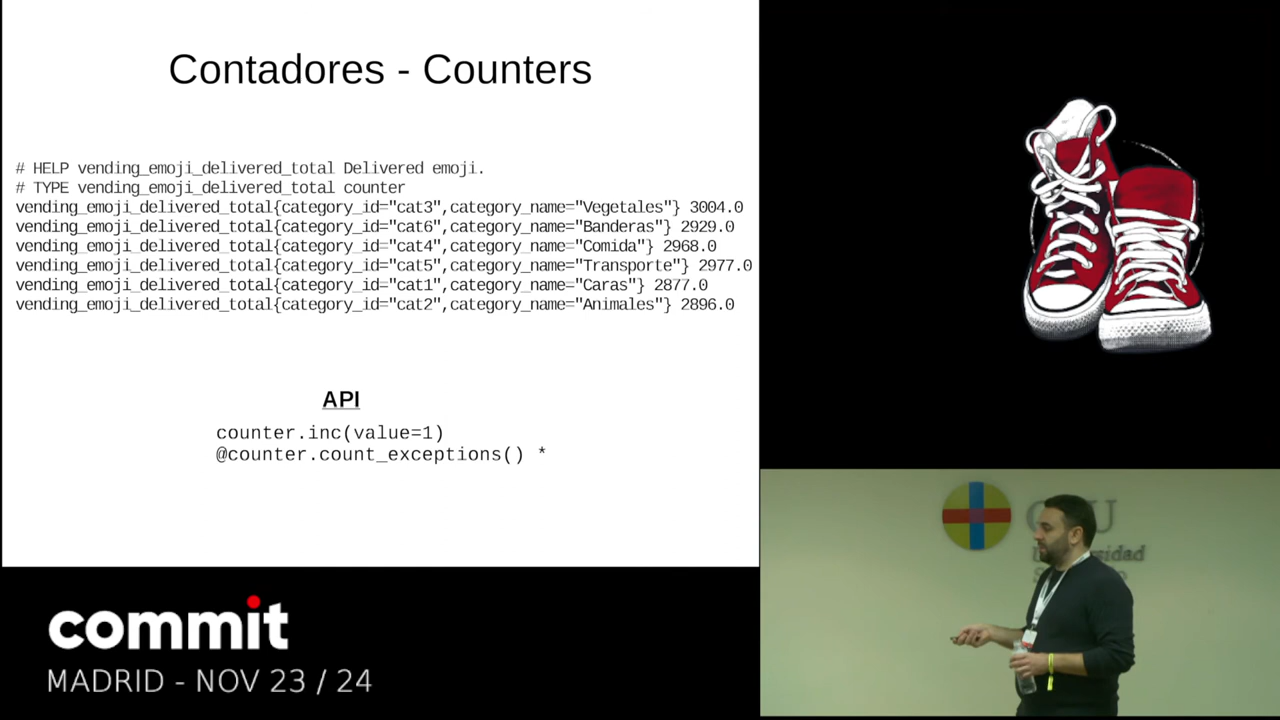 Contadores - Counters
# HELP vending_emoji_delivered_total Delivered emoji.
# TYPE vending_emoji_delivered_total counter
vending_emoji_delivered_total{category_id="cat3",category_name="Vegetales"} 3004.0
vending_emoji_delivered_total{category_id="cat6",category_name="Banderas"} 2929.0
vending_emoji_delivered_total{category_id="cat4",category_name="Comida"} 2968.0
vending_emoji_delivered_total{category_id="cat5",category_name="Transporte"} 2977.0
vending_emoji_delivered_total{category_id="cat1",category_name="Caras"} 2877.0
vending_emoji_delivered_total{category_id="cat2",category_name="Animales"} 2896.0
API
counter.inc(value=1)
@counter.count_exceptions() *
commit
MADRID - NOV 23 / 24